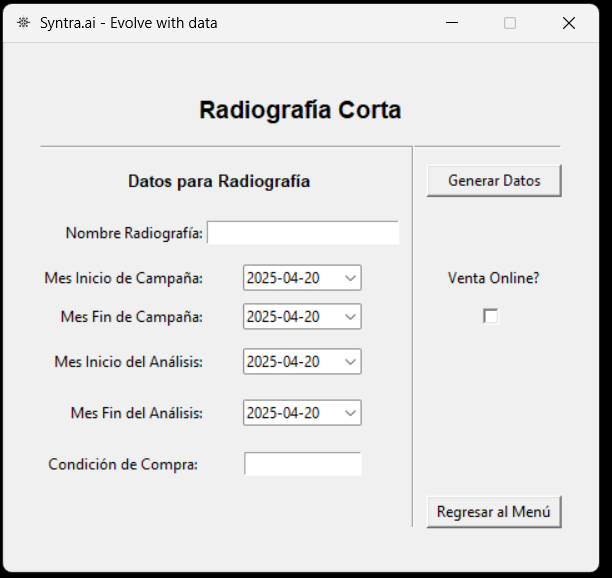 Syntra.ai - Evolve with data
Radiografía Corta
Datos para Radiografía
Generar Datos
Nombre Radiografía:
Mes Inicio de Campaña: 2025-04-20
Venta Online?
Mes Fin de Campaña: 2025-04-20
Mes Inicio del Análisis: 2025-04-20
Mes Fin del Análisis: 2025-04-20
Condición de Compra:
Regresar al Menú